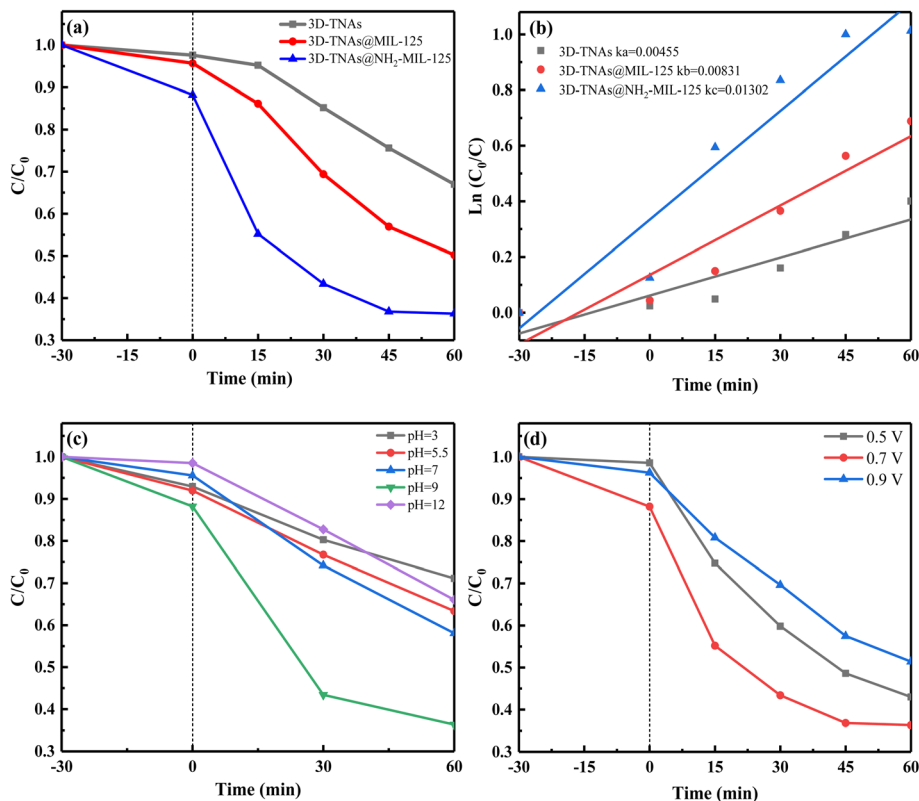 (a)
3D-TNAs
3D-TNAs@MIL-125
3D-TNAs@NH₂-MIL-125
1.0
0.9
0.8
0.7
0.6
0.5
0.4
0.3
C/C₀
-30
-15
0
15
30
45
60
Time (min)
(b)
3D-TNAs ka=0.00455
3D-TNAs@MIL-125 kb=0.00831
3D-TNAs@NH₂-MIL-125 kc=0.01302
1.0
0.8
0.6
0.4
0.2
0.0
Ln (C₀/C)
-30
-15
0
15
30
45
60
Time (min)
(c)
pH=3
pH=5.5
pH=7
pH=9
pH=12
1.0
0.9
0.8
0.7
0.6
0.5
0.4
0.3
C/C₀
-30
-15
0
15
30
45
60
Time (min)
(d)
0.5 V
0.7 V
0.9 V
1.0
0.9
0.8
0.7
0.6
0.5
0.4
0.3
C/C₀
-30
-15
0
15
30
45
60
Time (min)